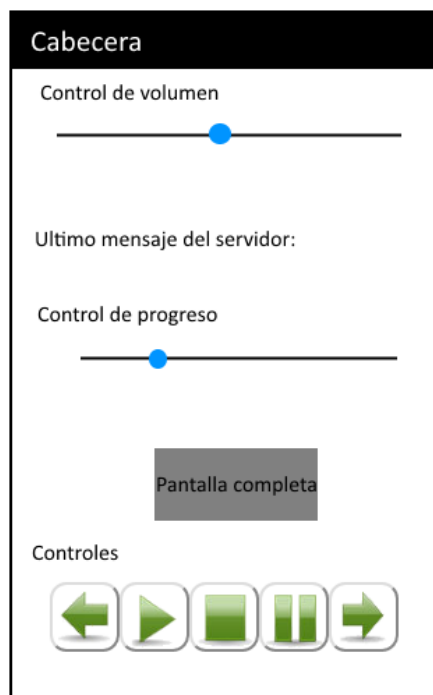 Cabecera
Control de volumen
Ultimo mensaje del servidor:
Control de progreso
Pantalla completa
Controles